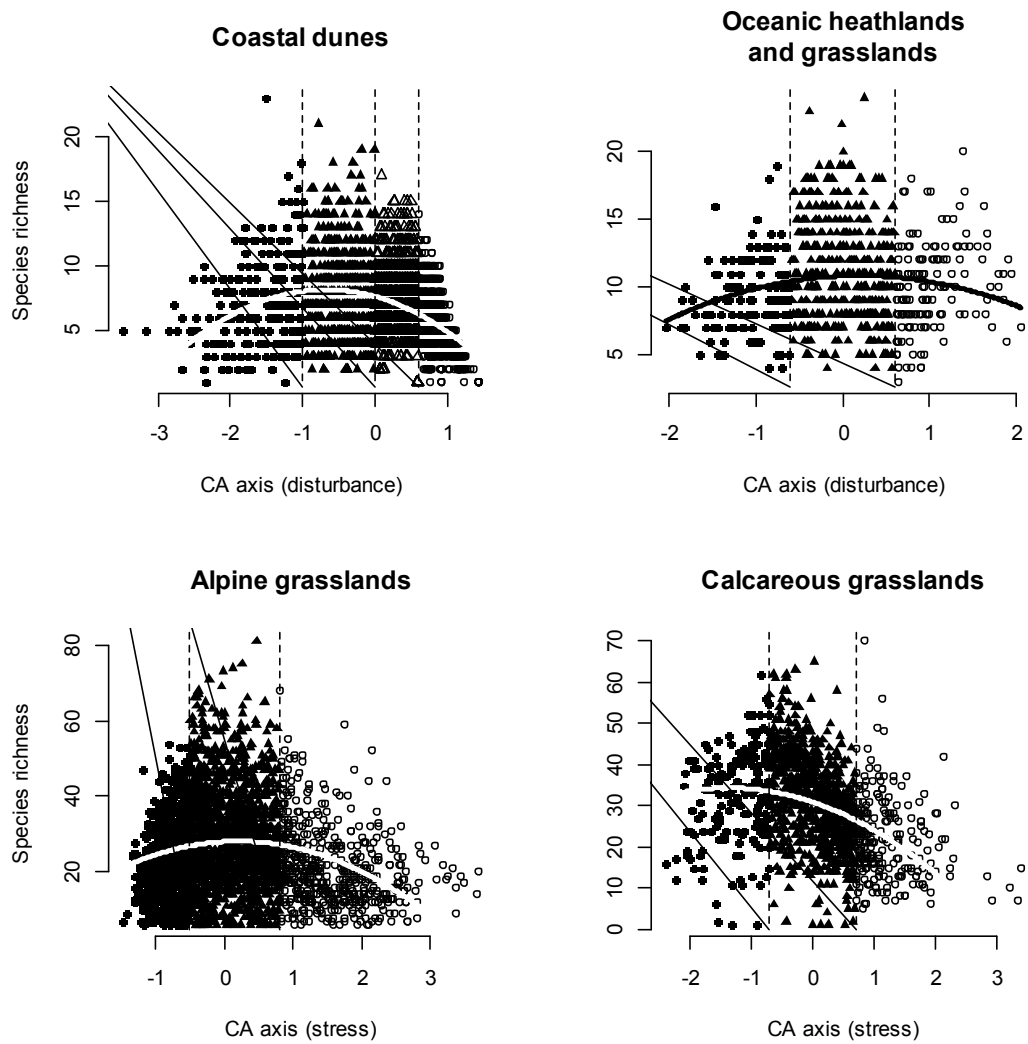 Coastal dunes
Species richness
20
15
10
5
-3 -2 -1 0 1
CA axis (disturbance)
Oceanic heathlands
and grasslands
20
15
10
5
-2 -1 0 1 2
CA axis (disturbance)
Alpine grasslands
Species richness
80
60
40
20
-1 0 1 2 3
CA axis (stress)
Calcareous grasslands
70
60
50
40
30
20
10
0
-2 -1 0 1 2 3
CA axis (stress)